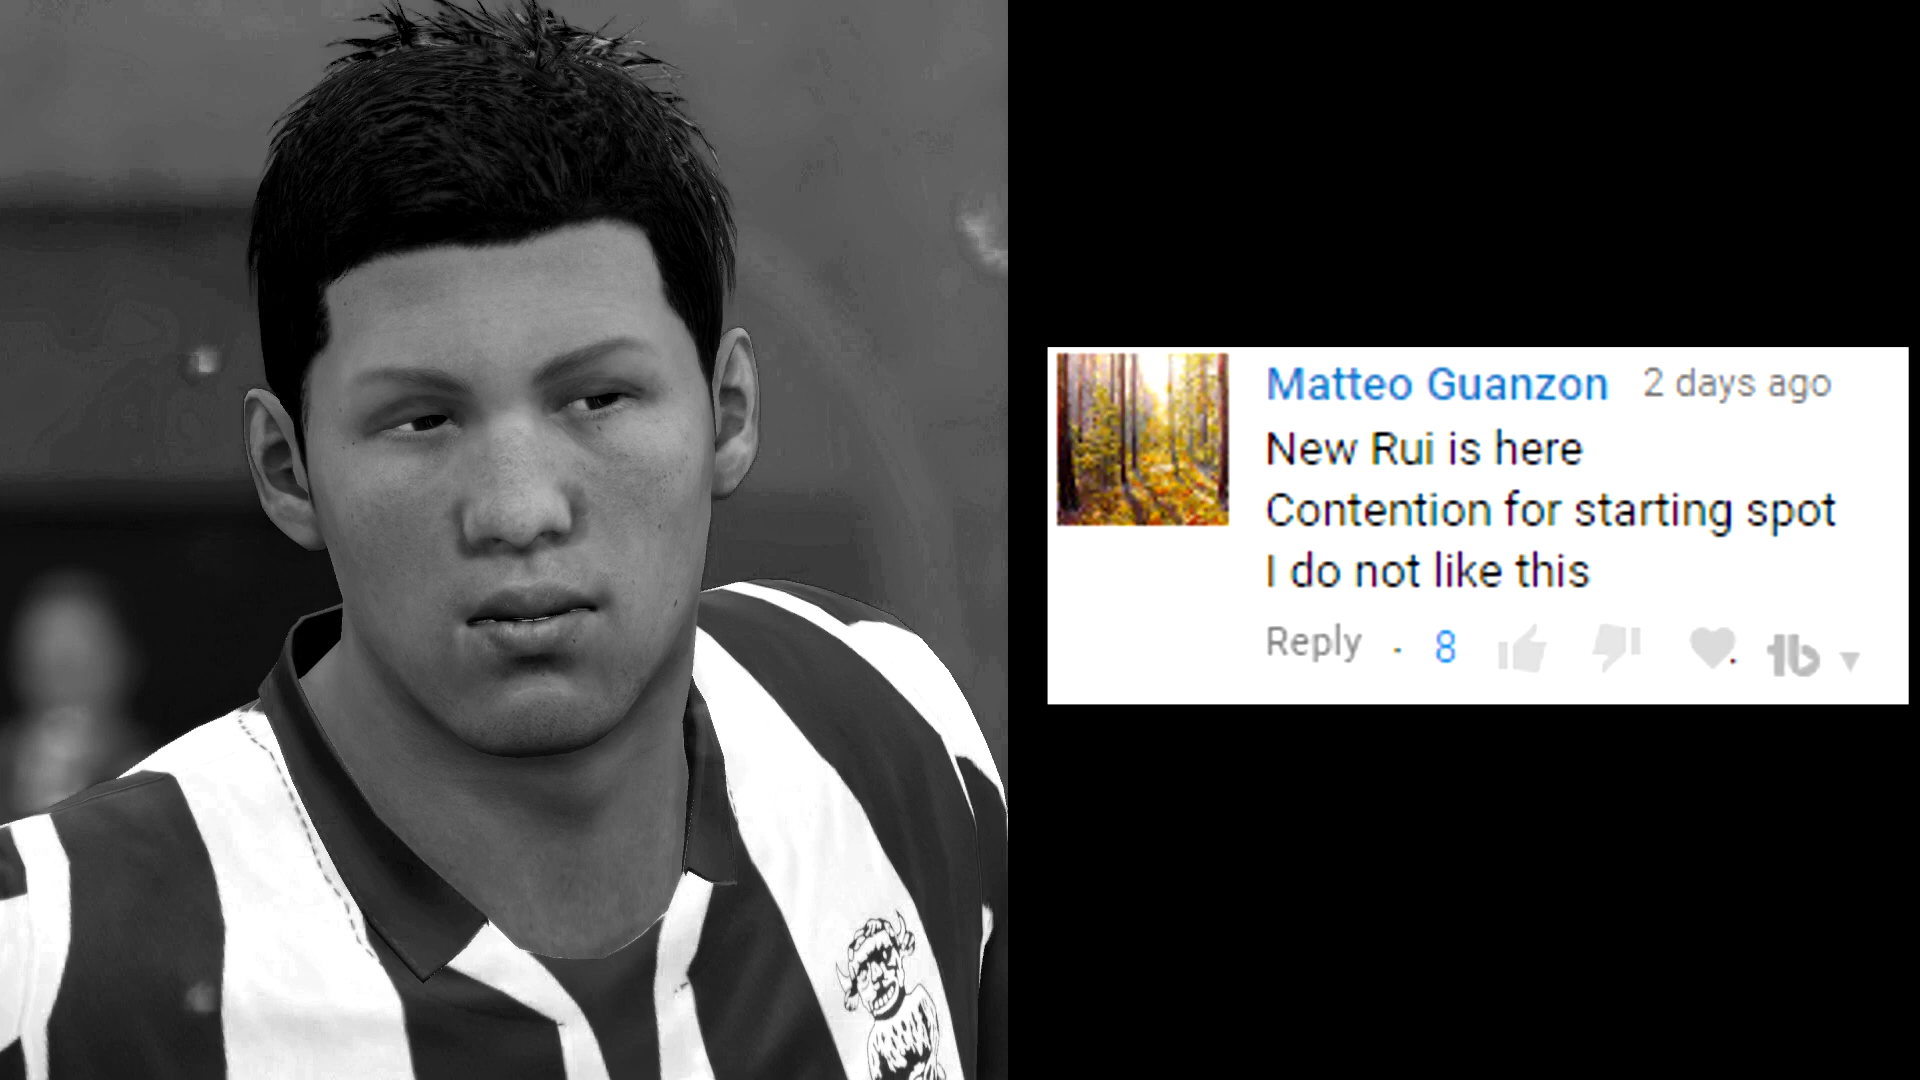 Matteo Guanzon 2 days ago
New Rui is here
Contention for starting spot
I do not like this
Reply · 8